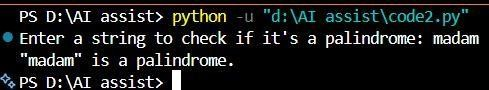 PS D:\AI assist> python -u "d:\AI assist\code2.py"
Enter a string to check if it's a palindrome: madam
"madam" is a palindrome.
PS D:\AI assist>